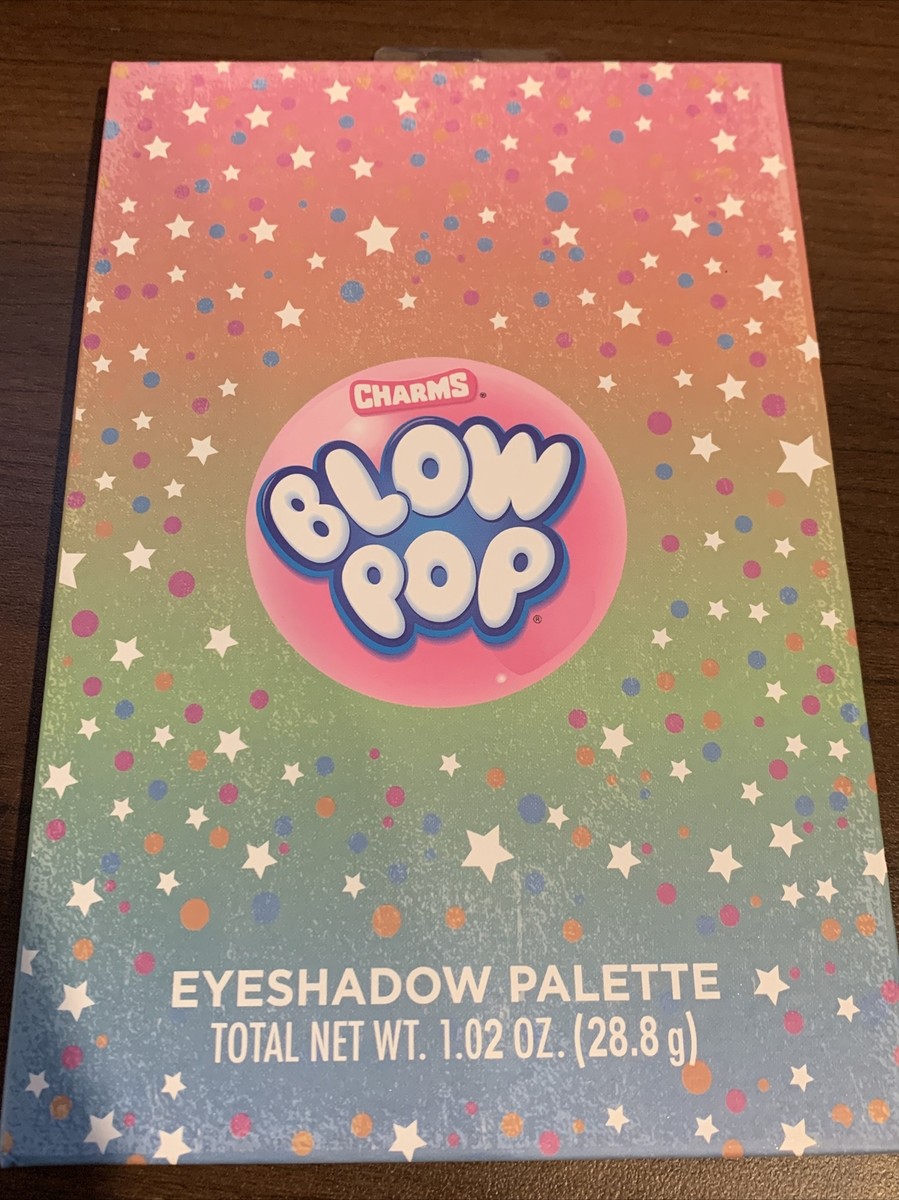 CHARMS®
BLOW
POP®
EYESHADOW PALETTE
TOTAL NET WT. 1.02 OZ. (28.8 g)